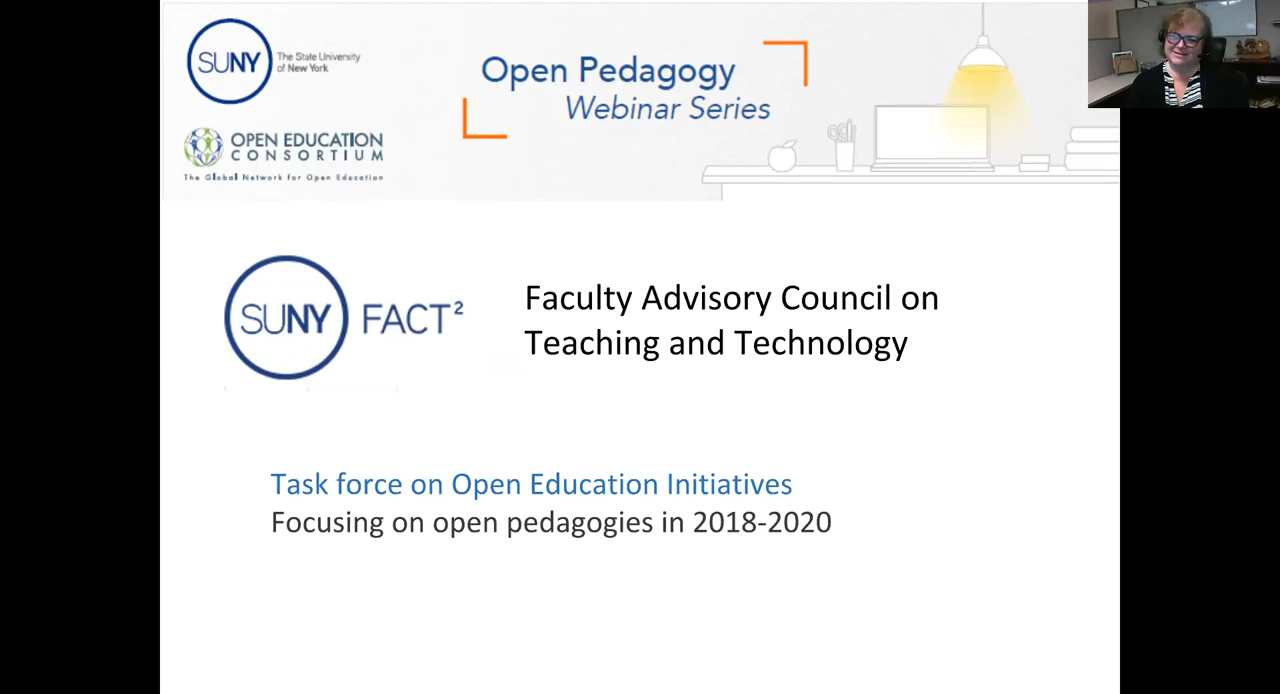 SUNY
The State University
of New York
OPEN EDUCATION
CONSORTIUM
The Global Network for Open Education
Open Pedagogy
Webinar Series
SUNY FACT²
Faculty Advisory Council on
Teaching and Technology
Task force on Open Education Initiatives
Focusing on open pedagogies in 2018-2020